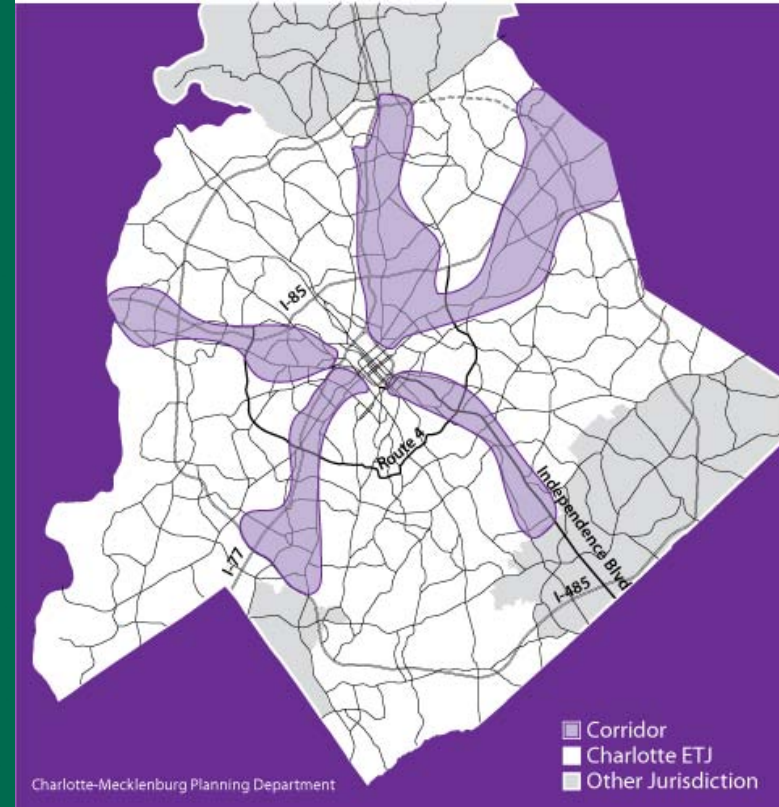 I-85
Route 4
Independence Blvd
I-77
I-485
Corridor
Charlotte ETJ
Other Jurisdiction
Charlotte-Mecklenburg Planning Department